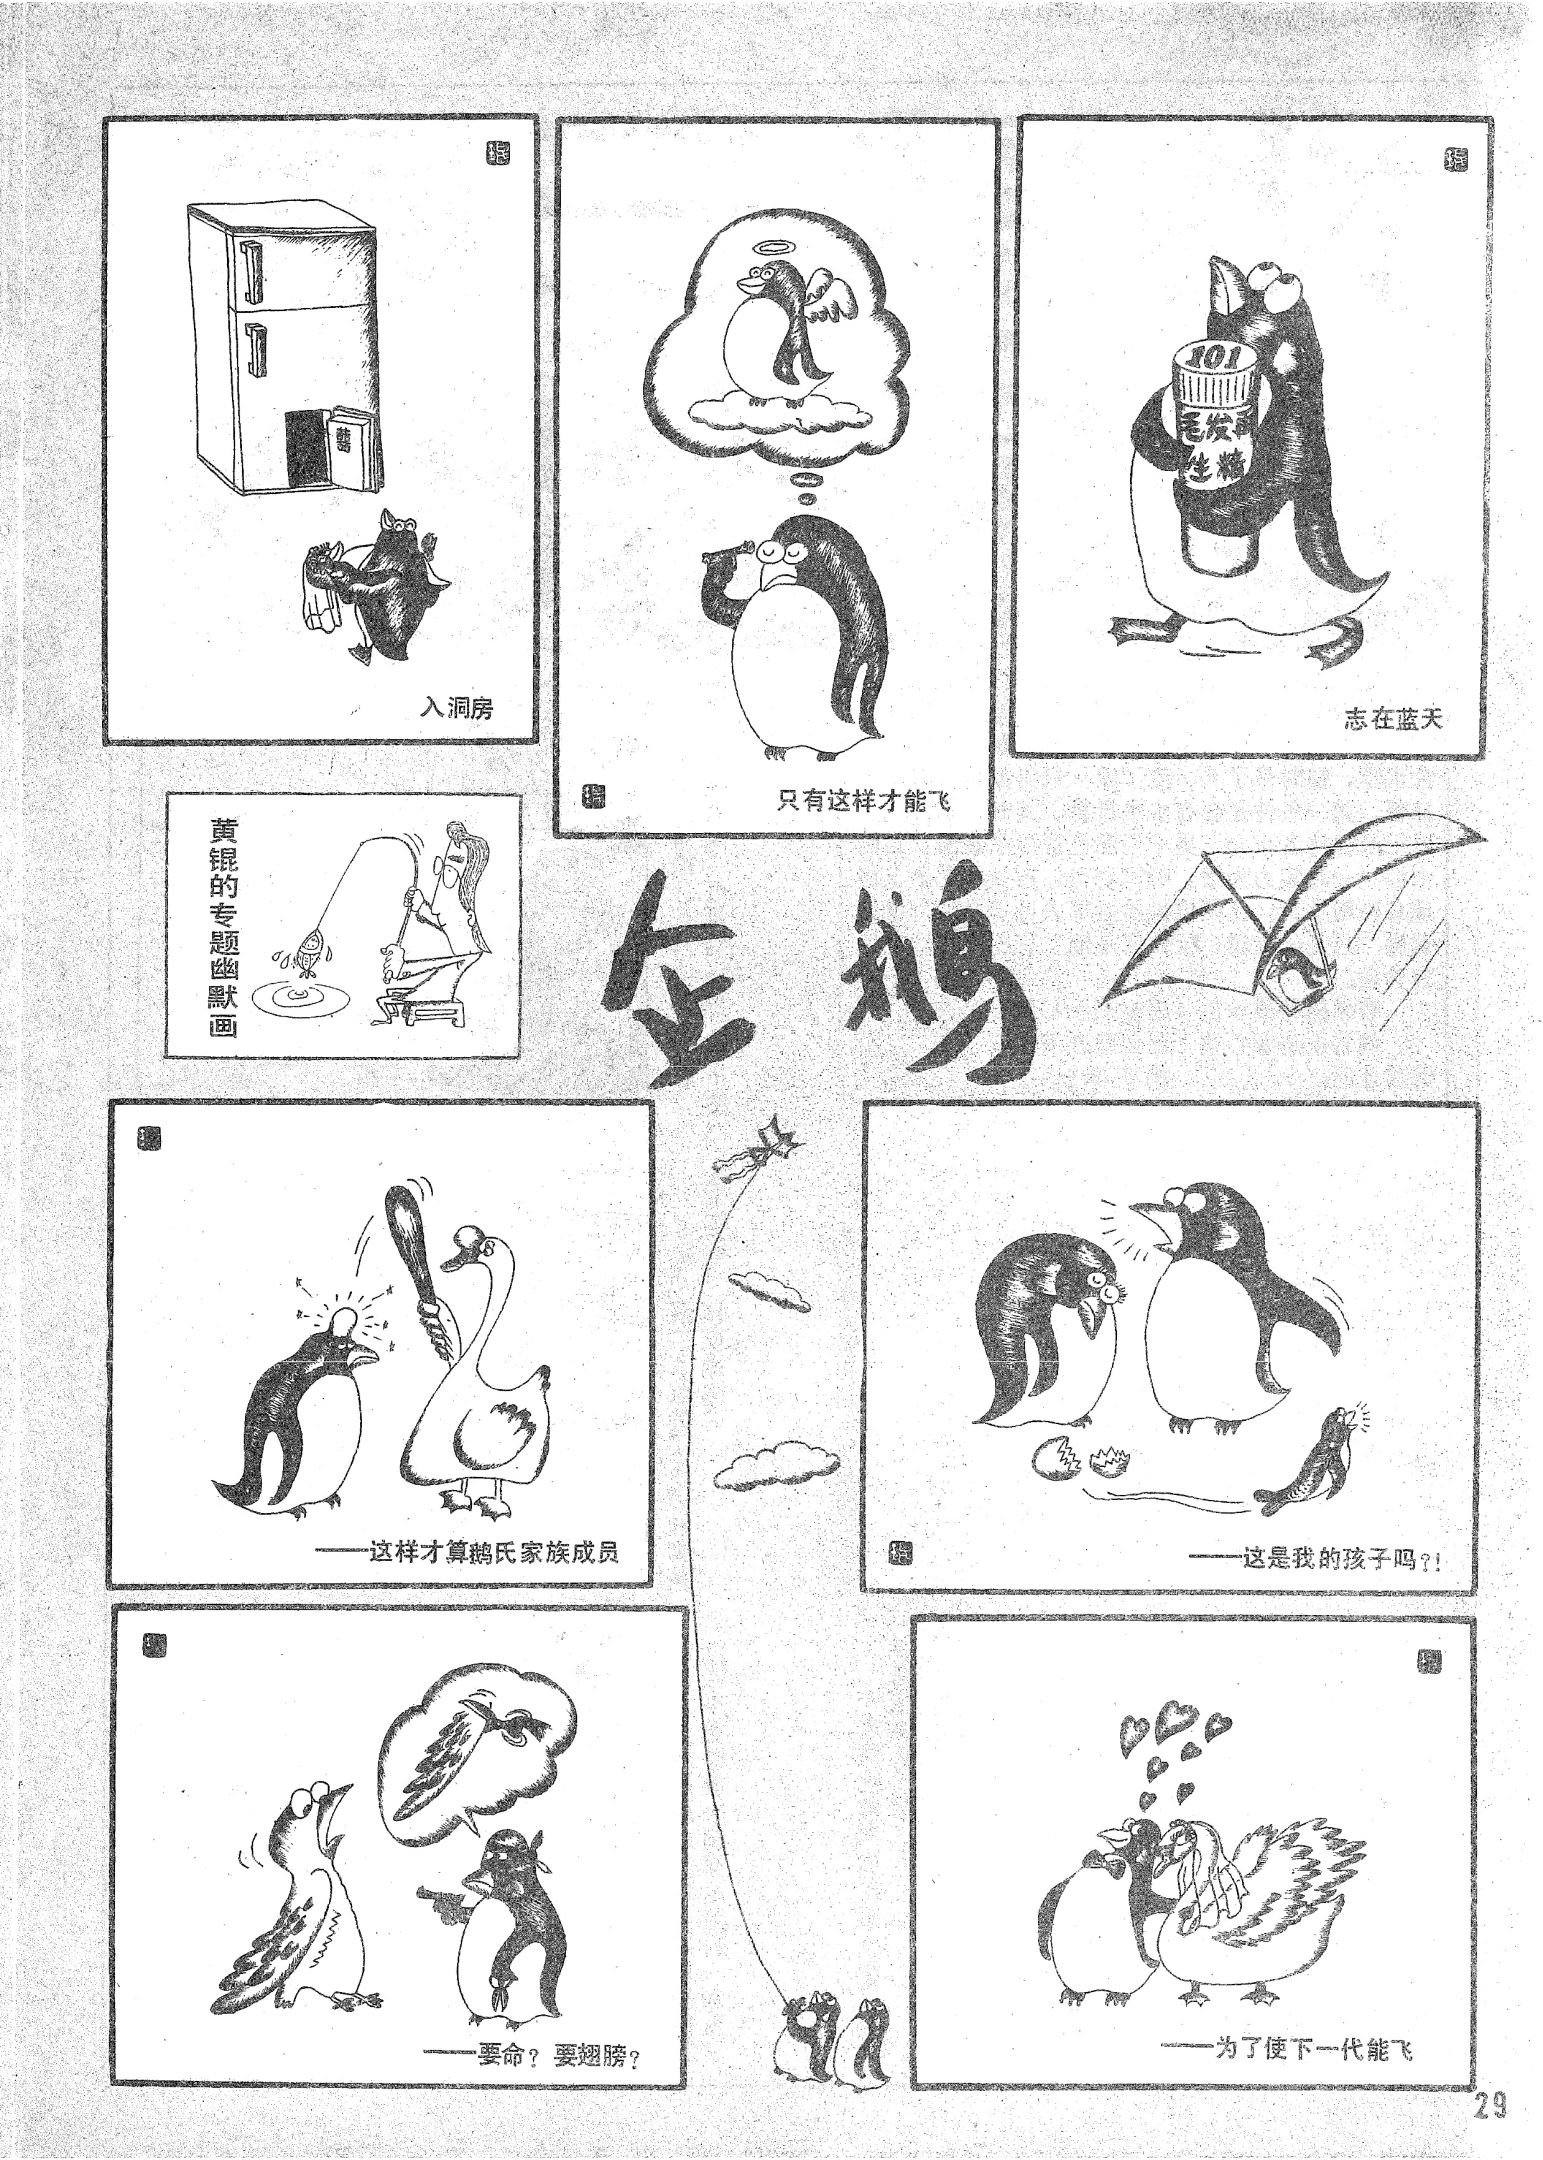 囍
入洞房
只有这样才能飞
101
毛发再
生精
志在蓝天
黄锟的专题幽默画
企鹅
——这样才算鹅氏家族成员
——这是我的孩子吗?!
——要命?要翅膀?
——为了使下一代能飞
29